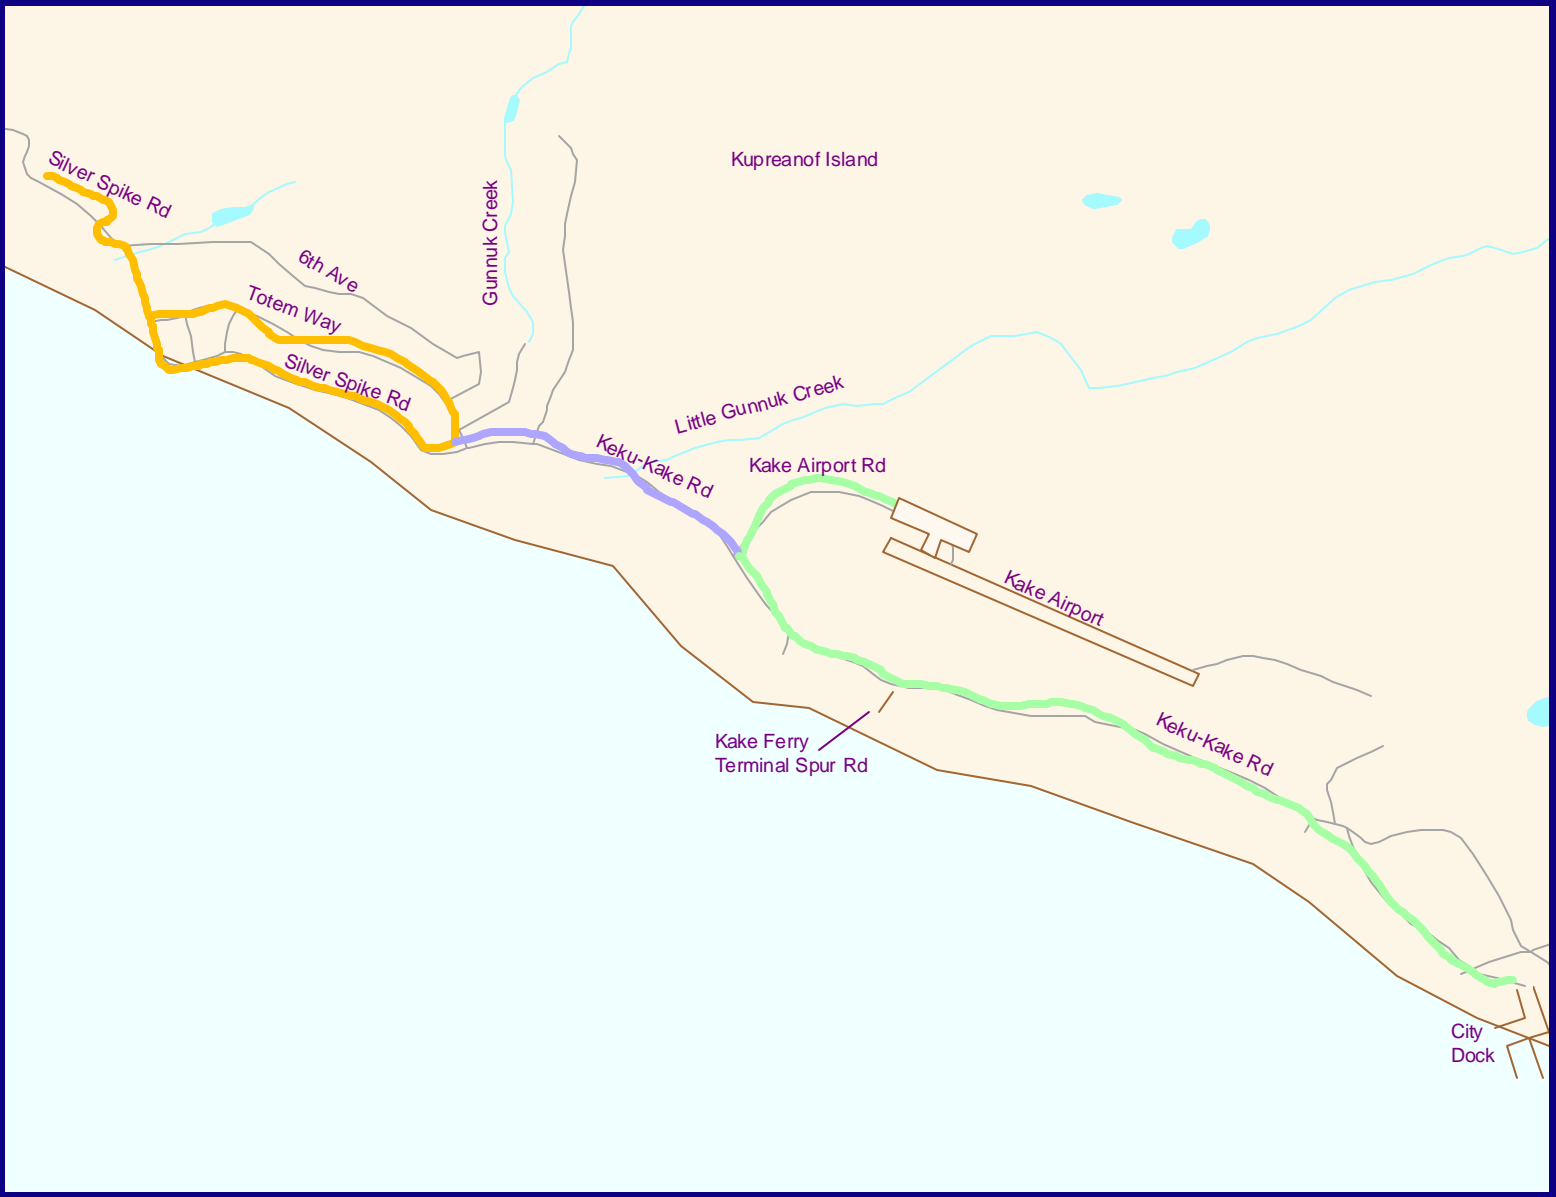 Silver Spike Rd
Kupreanof Island
Gunnuk Creek
6th Ave
Totem Way
Silver Spike Rd
Little Gunnuk Creek
Keku-Kake Rd
Kake Airport Rd
Kake Airport
Kake Ferry
Terminal Spur Rd
Keku-Kake Rd
City
Dock